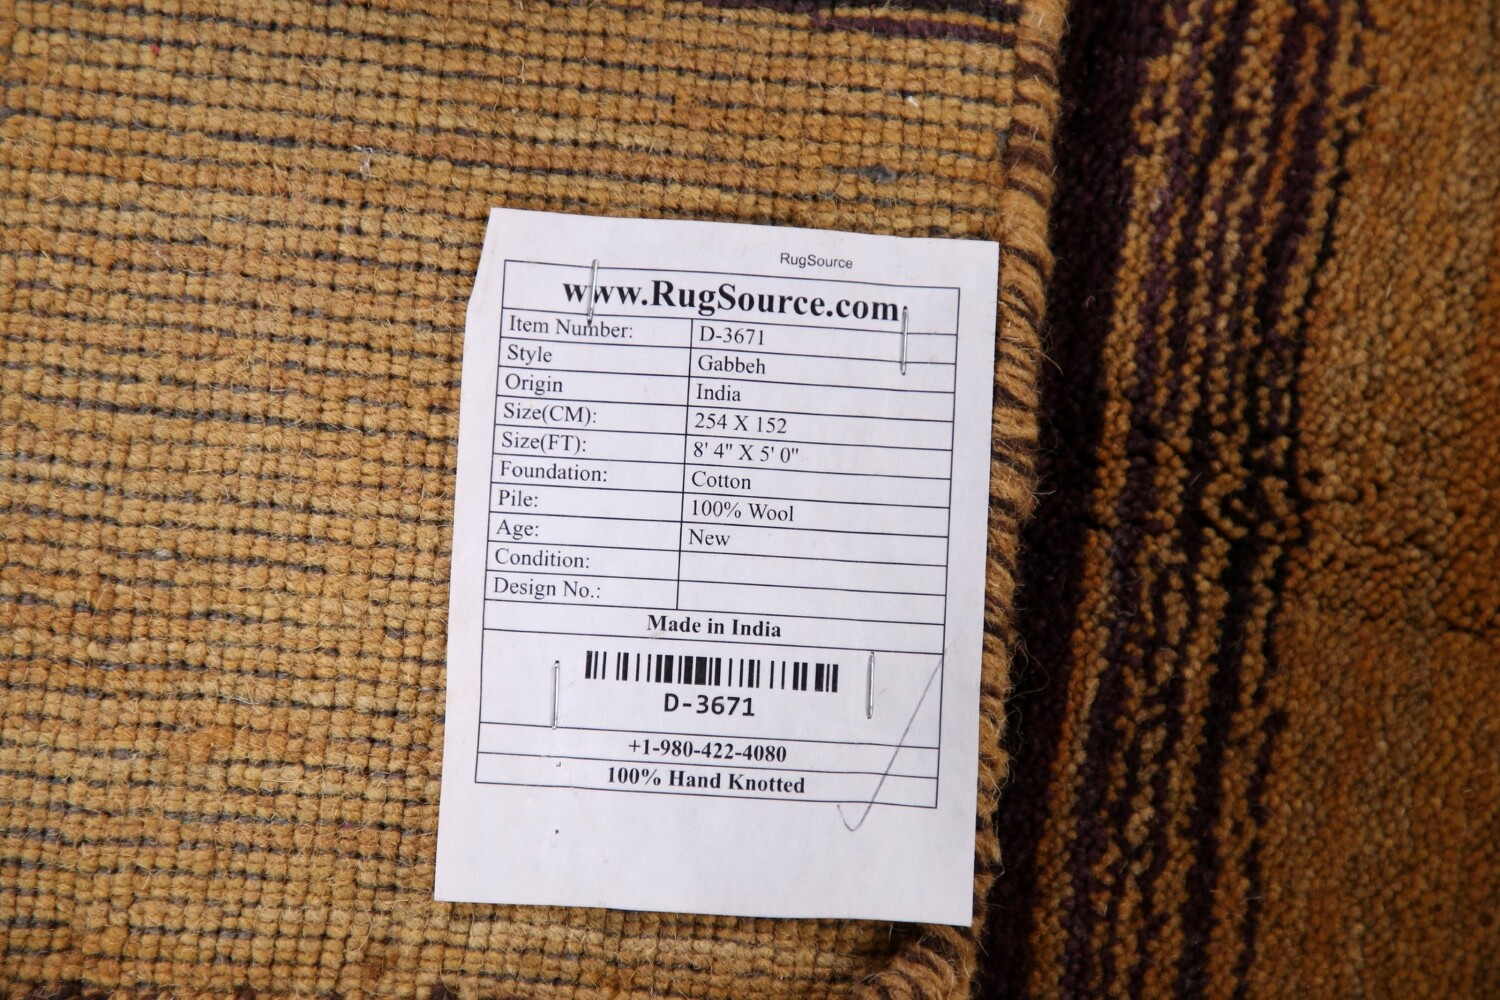 RugSource
www.RugSource.com
Item Number: D-3671
Style Gabbeh
Origin India
Size(CM): 254 X 152
Size(FT): 8' 4" X 5' 0"
Foundation: Cotton
Pile: 100% Wool
Age: New
Condition:
Design No.:
Made in India
D-3671
+1-980-422-4080
100% Hand Knotted